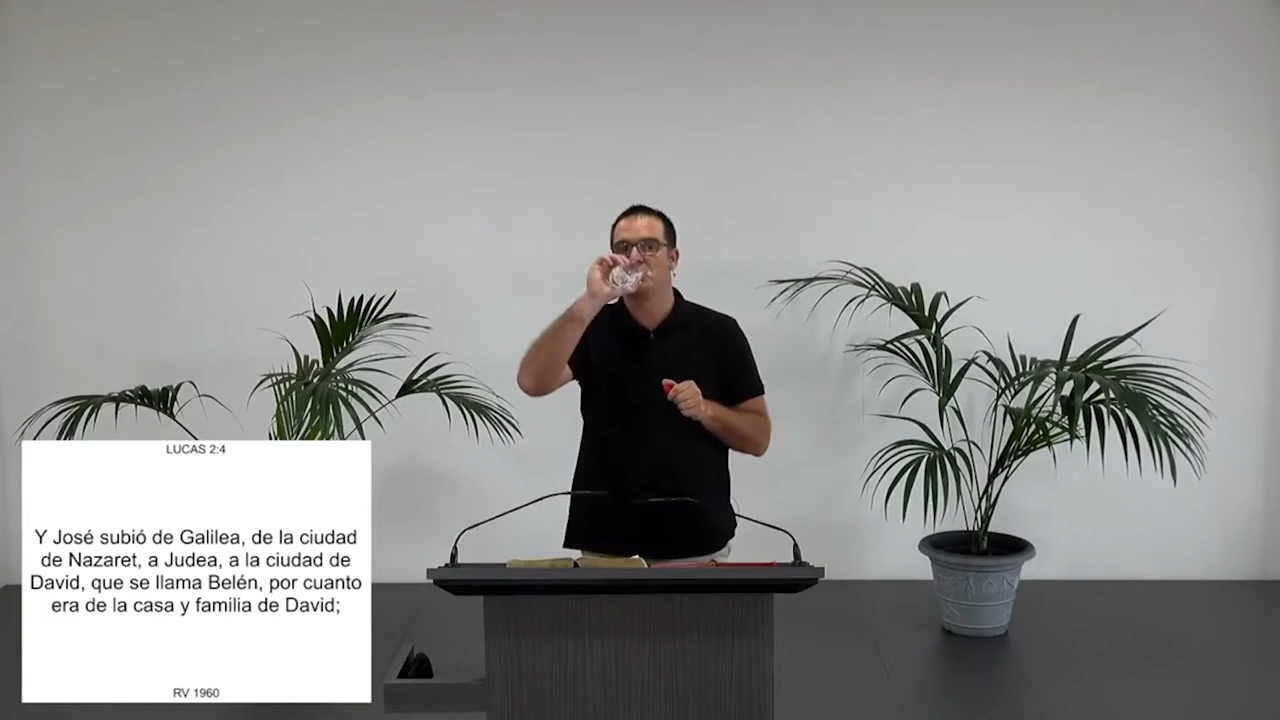 LUCAS 2:4
Y José subió de Galilea, de la ciudad
de Nazaret, a Judea, a la ciudad de
David, que se llama Belén, por cuanto
era de la casa y familia de David;
RV 1960